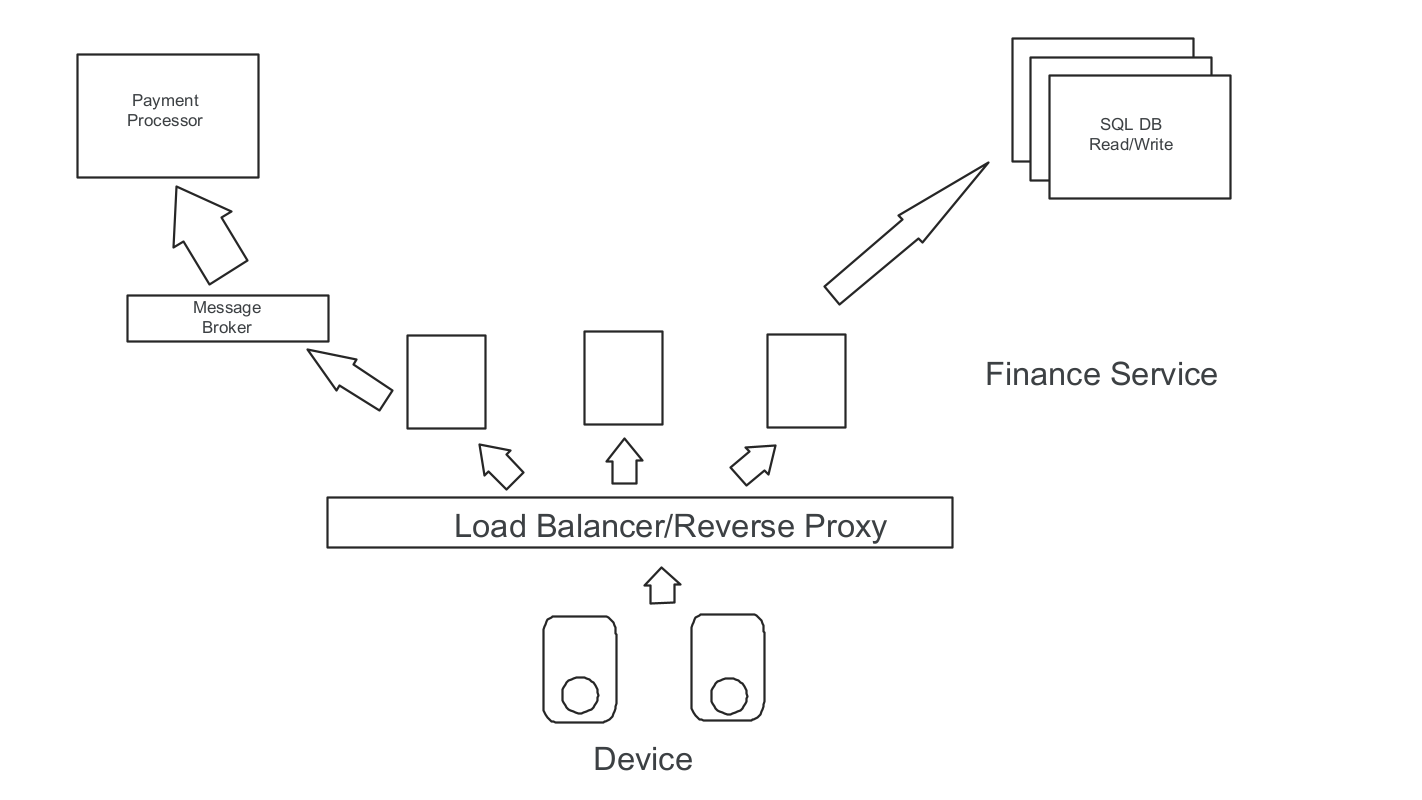 Payment
Processor
SQL DB
Read/Write
Message
Broker
Finance Service
Load Balancer/Reverse Proxy
Device